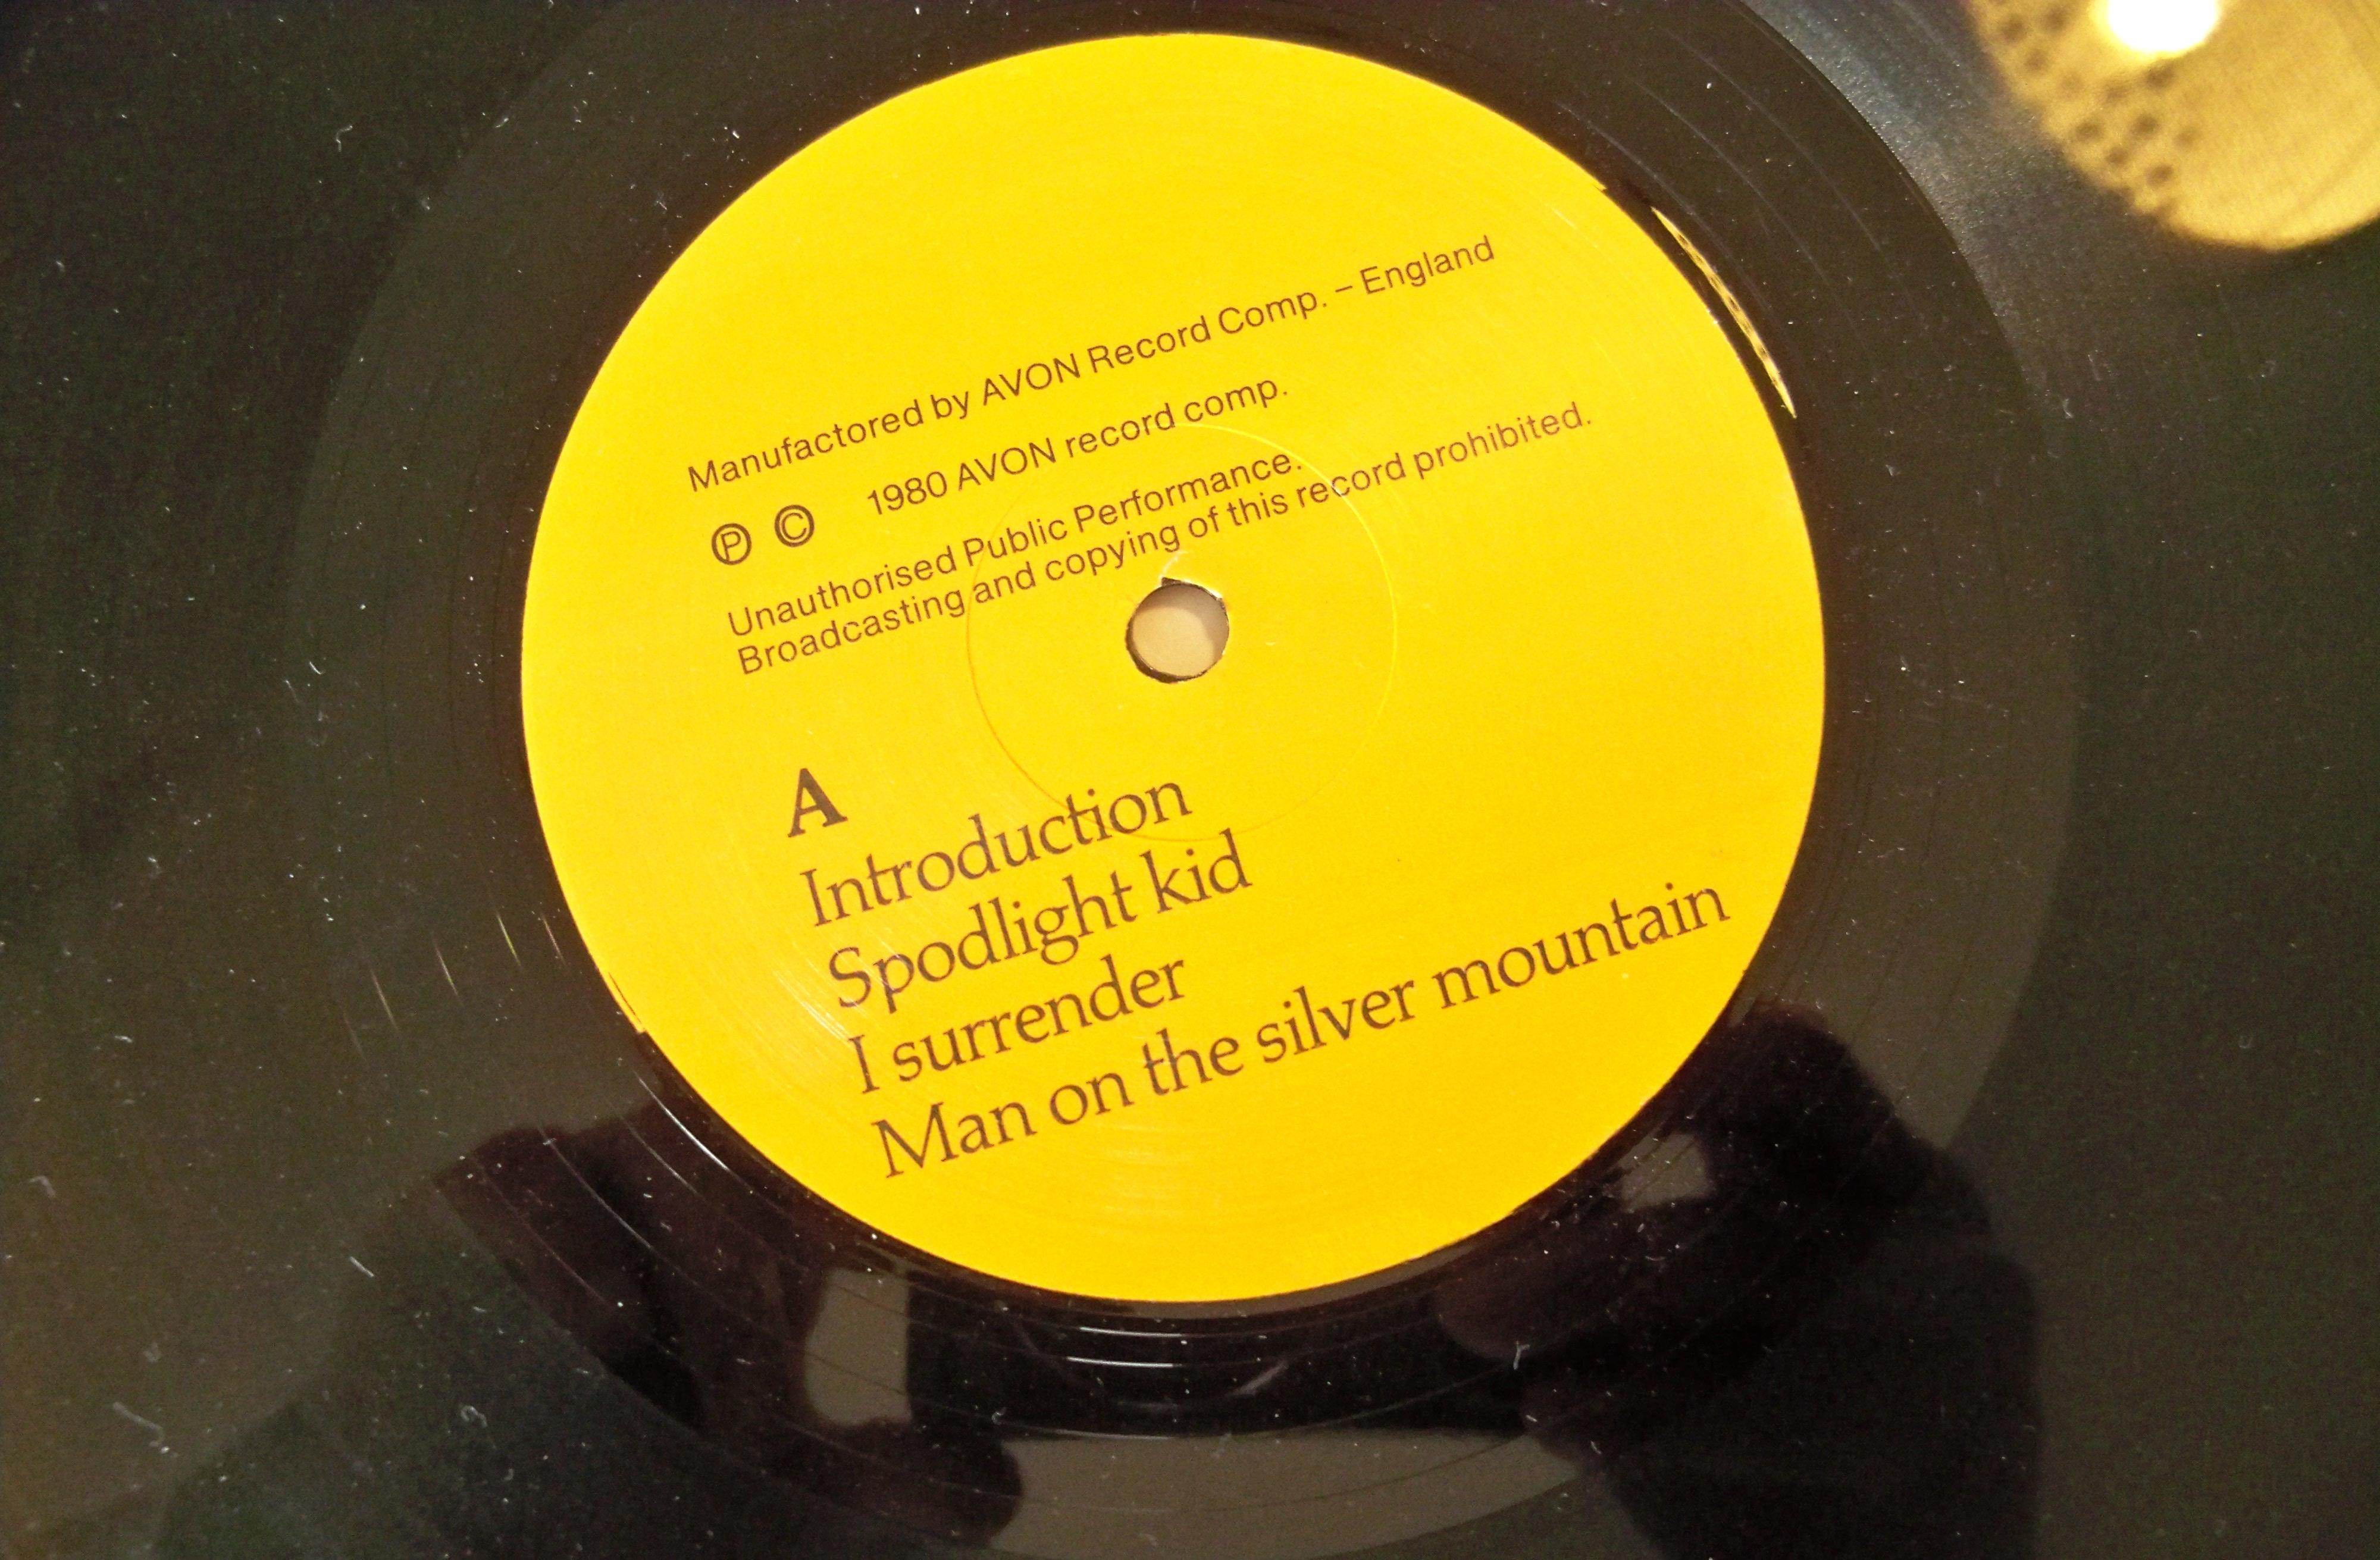 Manufactored by AVON Record Comp. – England
Ⓟ © 1980 AVON record comp.
Unauthorised Public Performance.
Broadcasting and copying of this record prohibited.
A
Introduction
Spodlight kid
I surrender
Man on the silver mountain